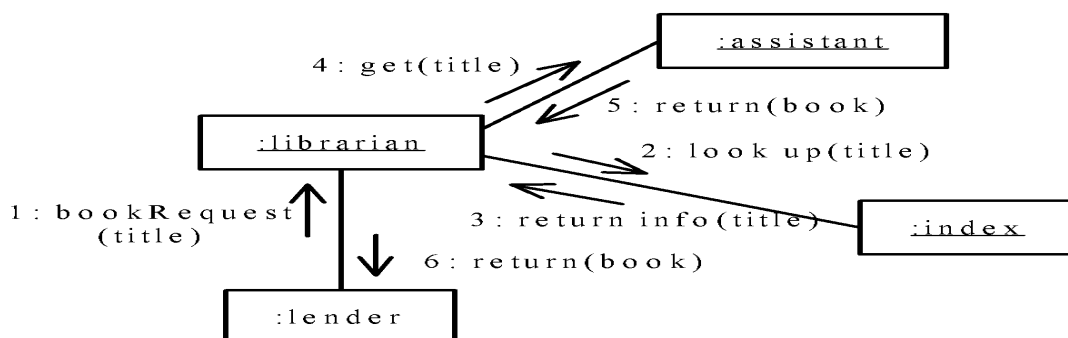 :assistant
4: get(title)
5: return(book)
:librarian
2: look up(title)
1: bookRequest
(title)
3: return info(title)
:index
6: return(book)
:lender